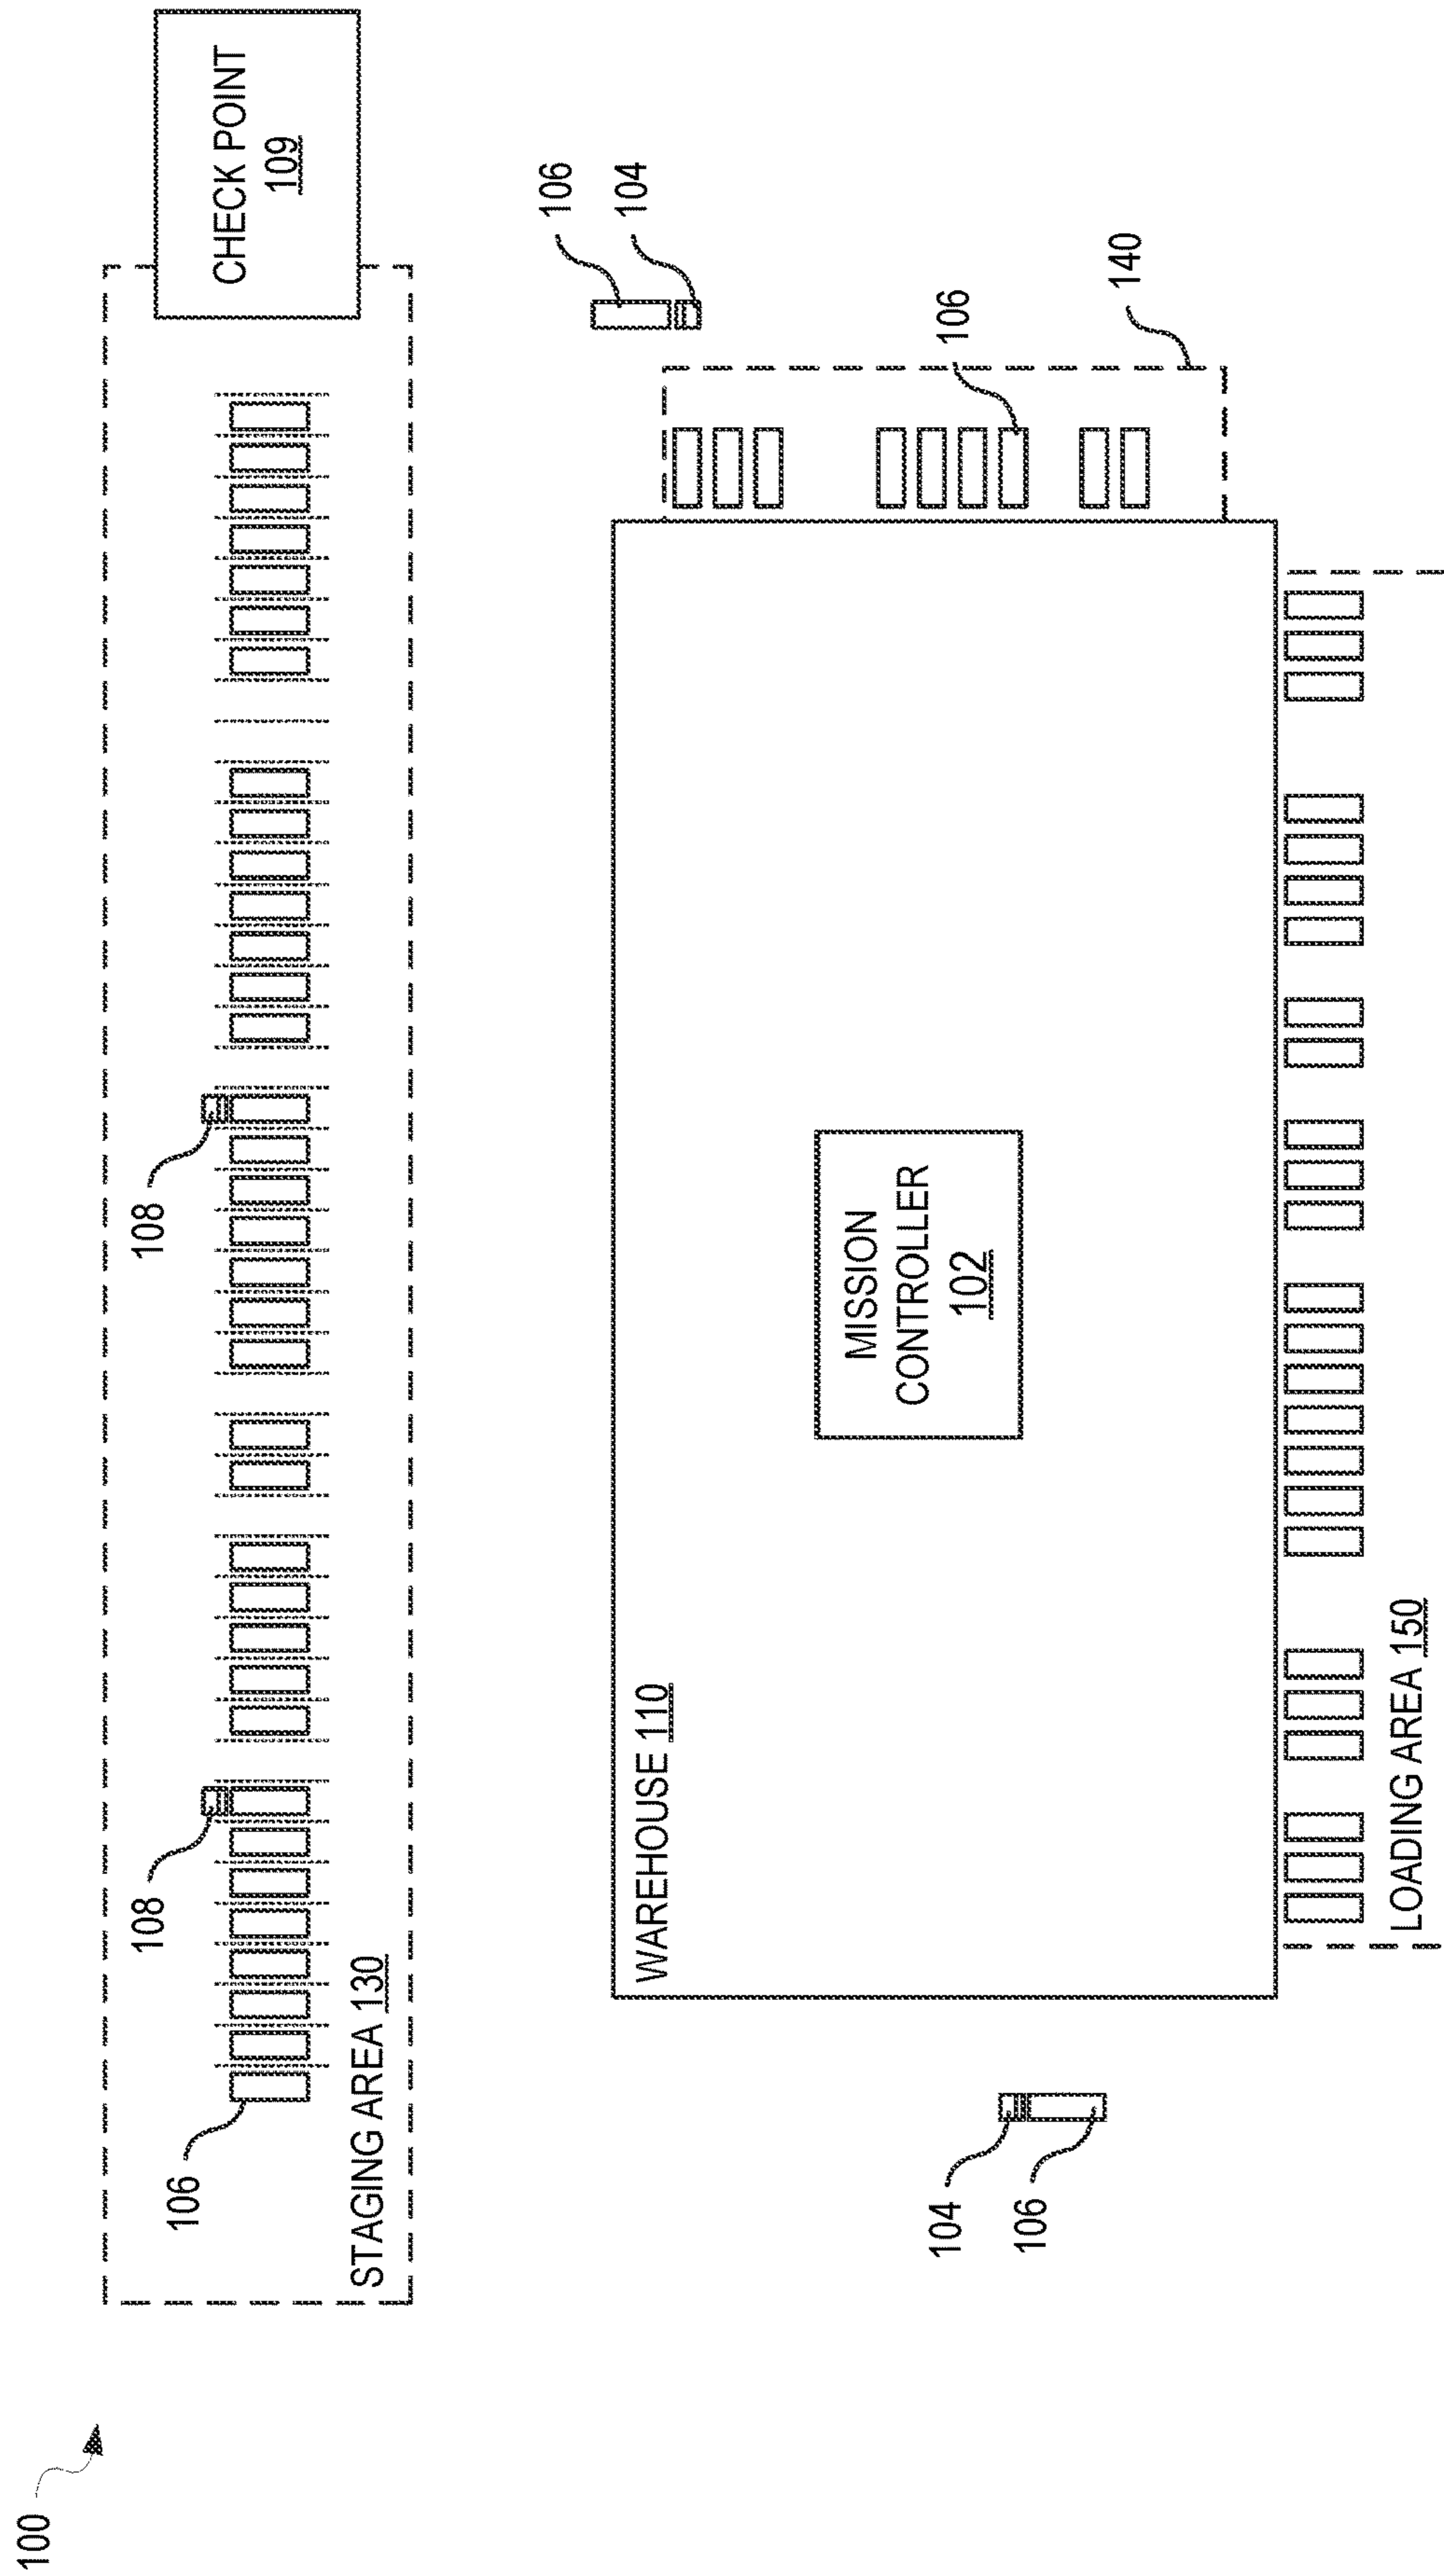 100
106
STAGING AREA 130
108
108
CHECK POINT
109
106
104
WAREHOUSE 110
MISSION
CONTROLLER
102
106
140
104
106
LOADING AREA 150